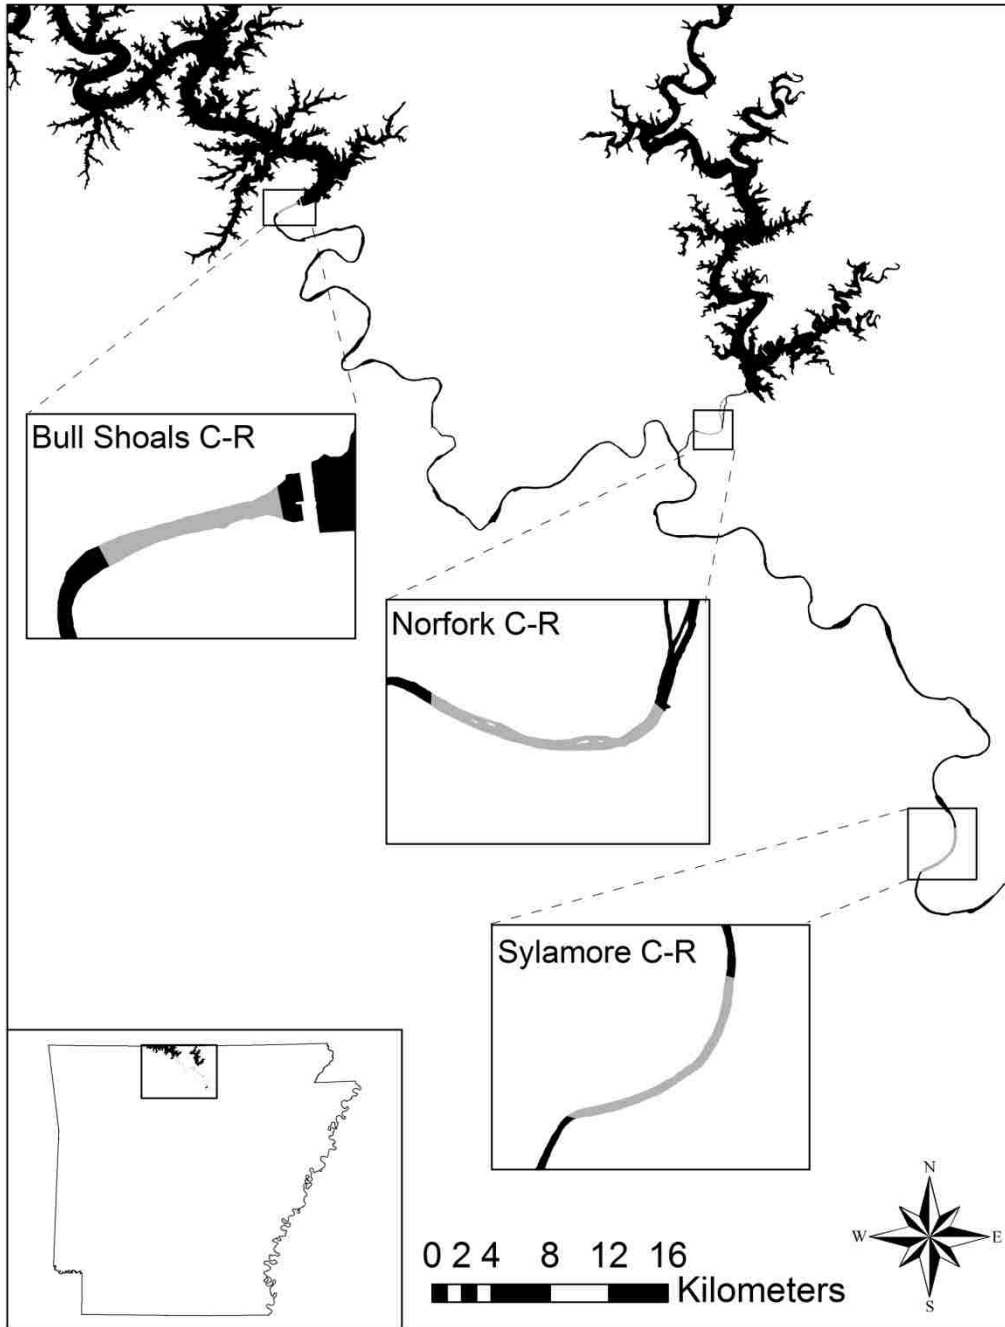 Bull Shoals C-R
Norfork C-R
Sylamore C-R
N
W E
S
0 2 4 8 12 16
Kilometers